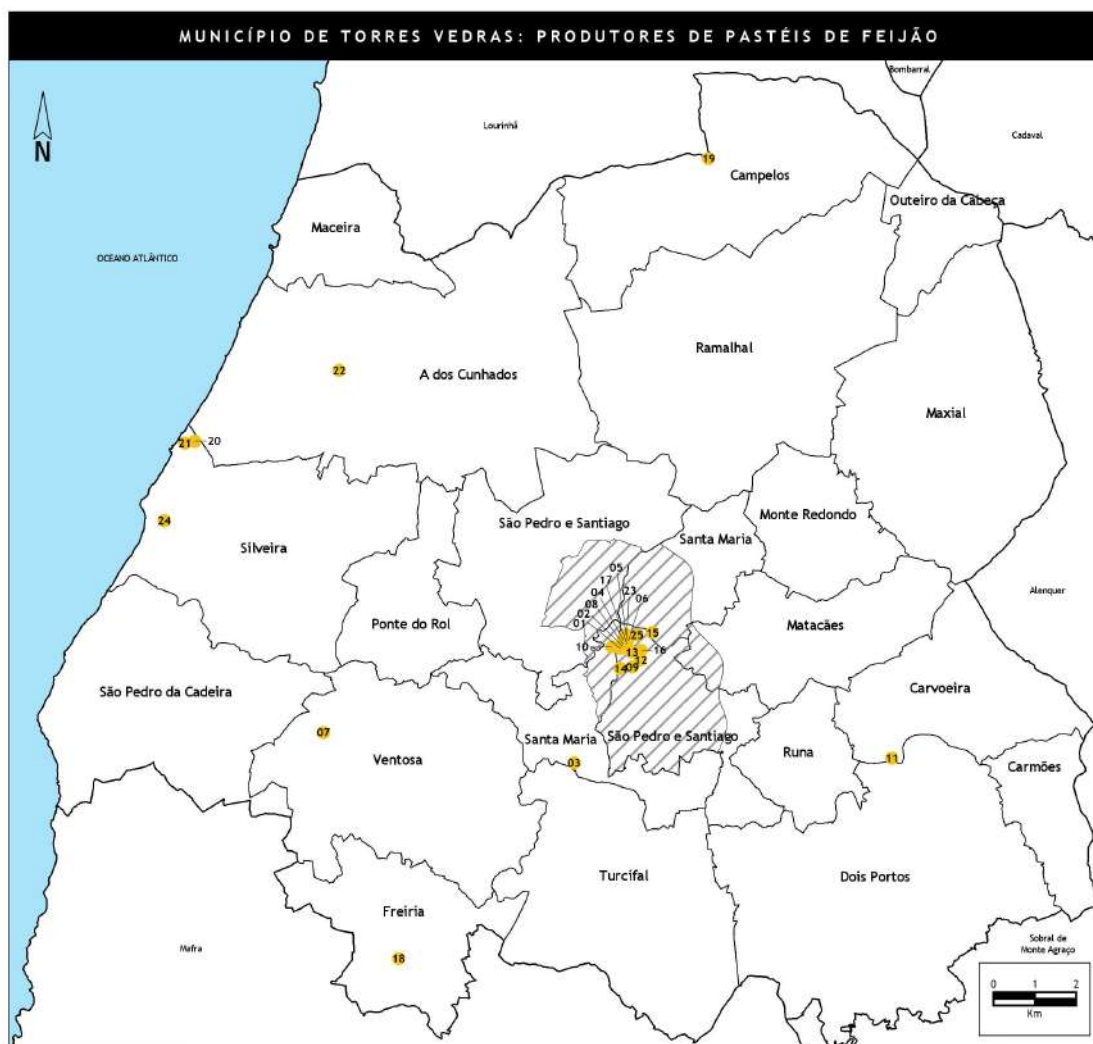 MUNICÍPIO DE TORRES VEDRAS: PRODUTORES DE PASTÉIS DE FEIJÃO
Bombarral
Lourinhã
Cadaval
N
19
Campelos
Outeiro da Cabeça
Maceira
OCEANO ATLÂNTICO
Ramalhal
22
A dos Cunhados
Maxial
21
20
Monte Redondo
24
São Pedro e Santiago
Santa Maria
Silveira
05
17
04
23
08
06
02
01
Alenquer
Ponte do Rol
Matacães
25
15
10
13
16
12
14
09
São Pedro da Cadeira
Carvoeira
07
Santa Maria
São Pedro e Santiago
Runa
Ventosa
03
11
Carmões
Turcifal
Dois Portos
Freiria
Mafra
Sobral de
Monte Agraço
18
0 1 2
Km